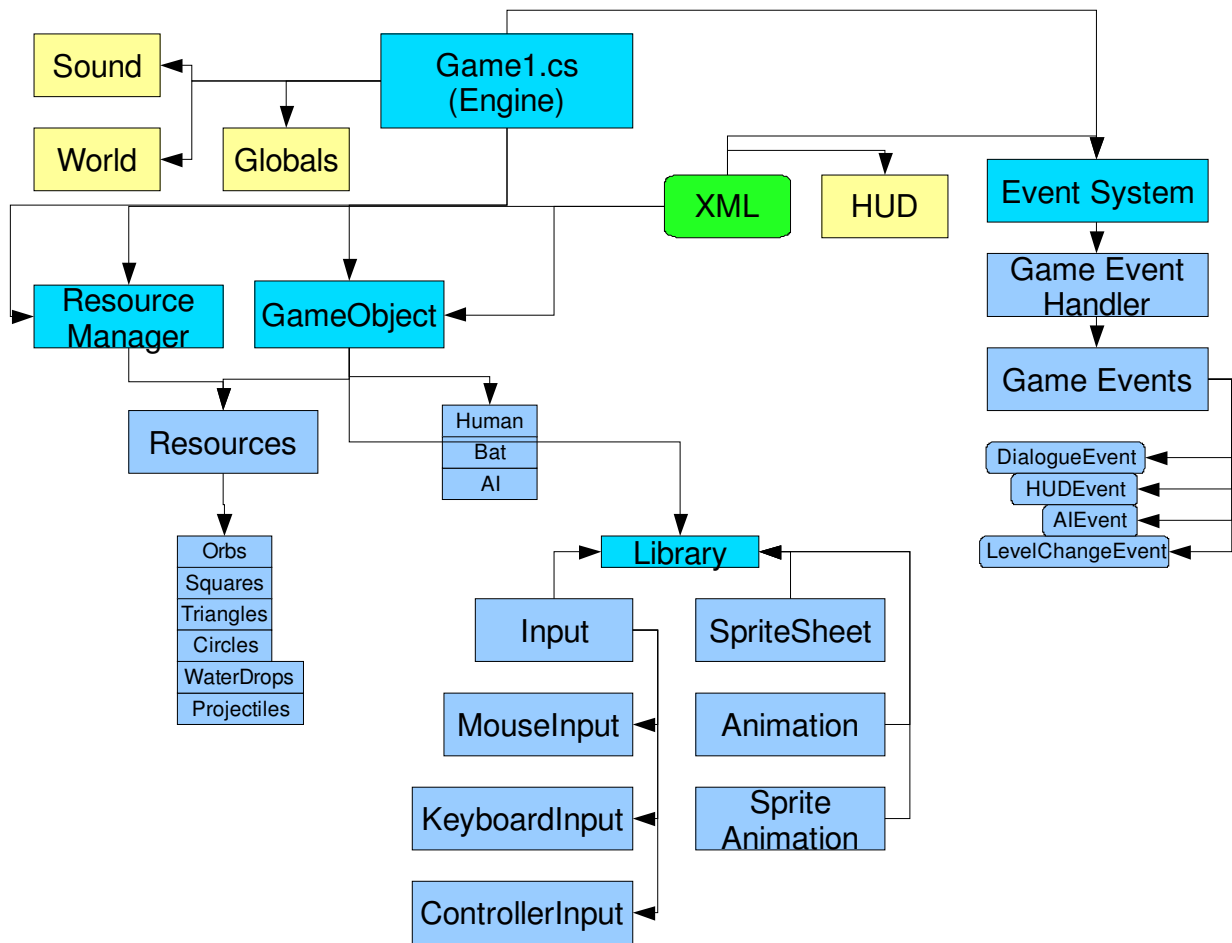 Sound
Game1.cs
(Engine)
World
Globals
XML
HUD
Event System
Game Event
Handler
Resource
Manager
GameObject
Game Events
Resources
Human
Bat
AI
DialogueEvent
HUDEvent
AIEvent
LevelChangeEvent
Orbs
Squares
Triangles
Circles
WaterDrops
Projectiles
Library
Input
SpriteSheet
MouseInput
Animation
KeyboardInput
Sprite
Animation
ControllerInput